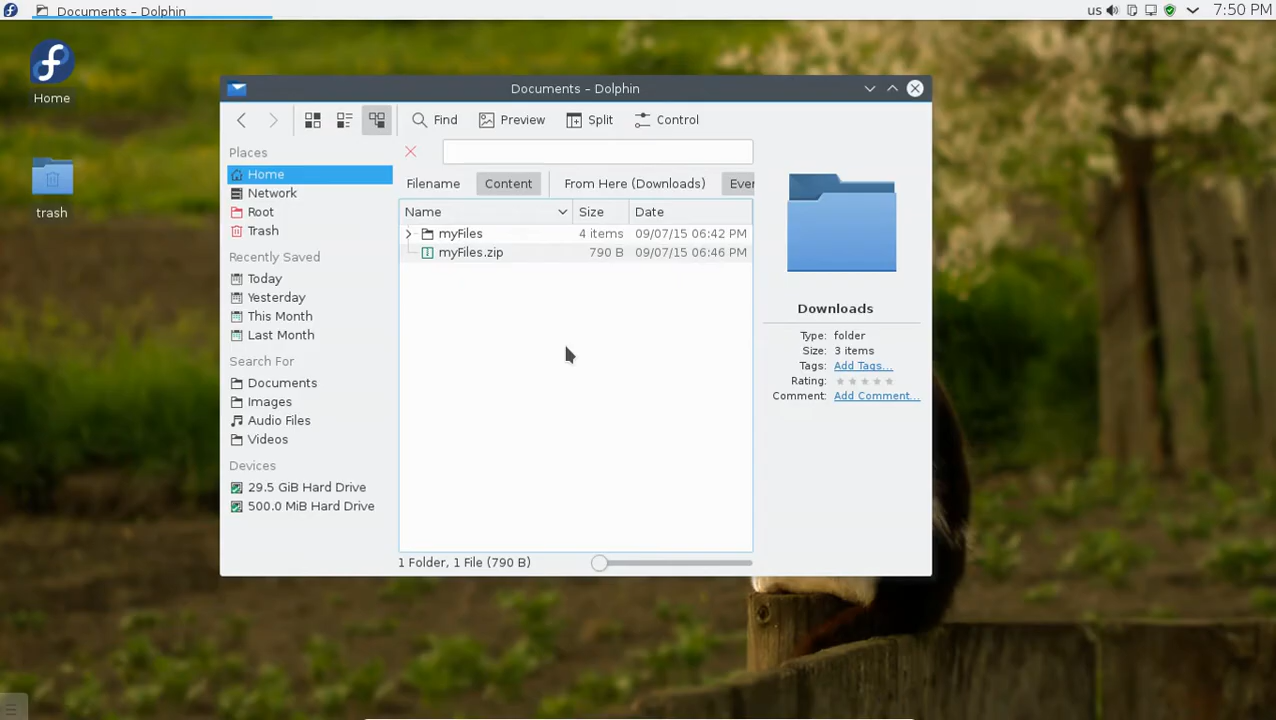 Documents – Dolphin
us
7:50 PM
Home
trash
Documents – Dolphin
Find
Preview
Split
Control
Places
Home
Network
Root
Trash
Recently Saved
Today
Yesterday
This Month
Last Month
Search For
Documents
Images
Audio Files
Videos
Devices
29.5 GiB Hard Drive
500.0 MiB Hard Drive
Filename Content From Here (Downloads) Ever
Name Size Date
myFiles 4 items 09/07/15 06:42 PM
myFiles.zip 790 B 09/07/15 06:46 PM
1 Folder, 1 File (790 B)
Downloads
Type: folder
Size: 3 items
Tags: Add Tags...
Rating:
Comment: Add Comment...